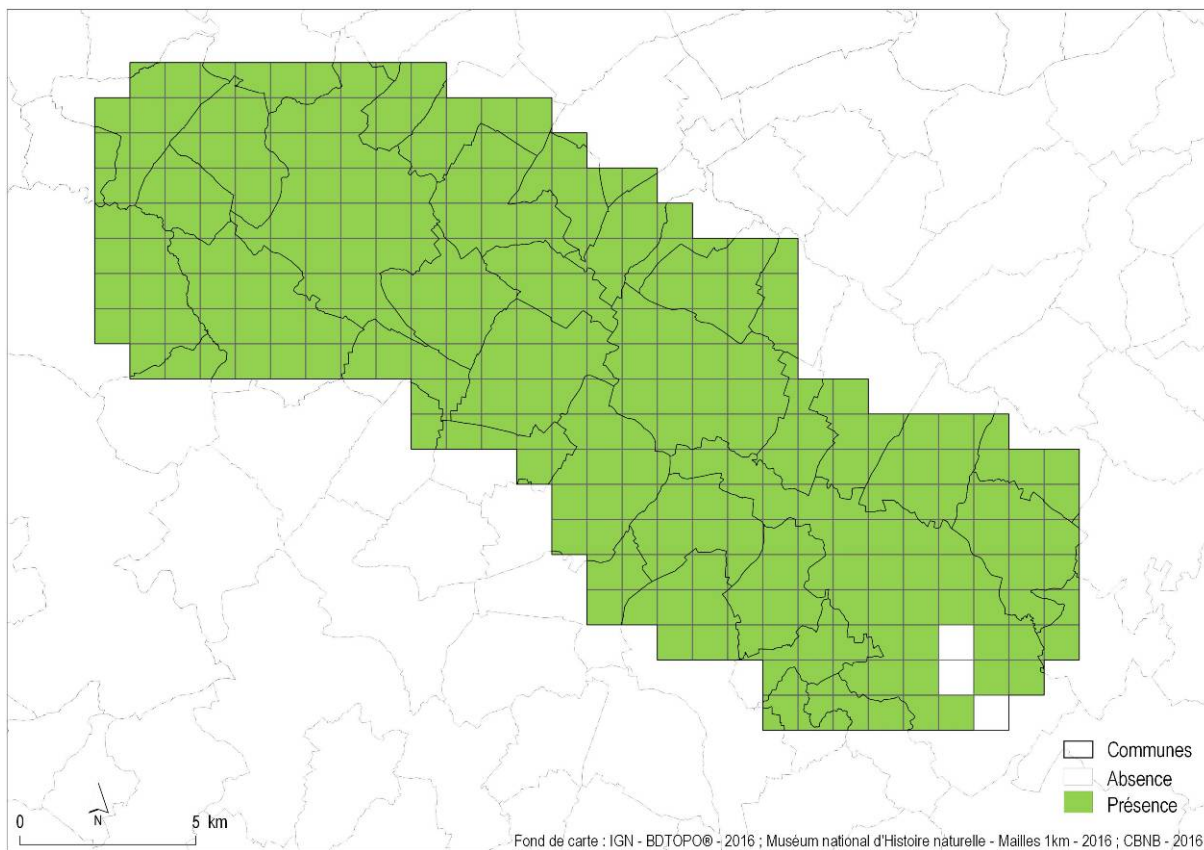 Communes
Absence
Présence
N
0 5 km
Fond de carte : IGN - BDTOPO® - 2016 ; Muséum national d'Histoire naturelle - Mailles 1km - 2016 ; CBNB -